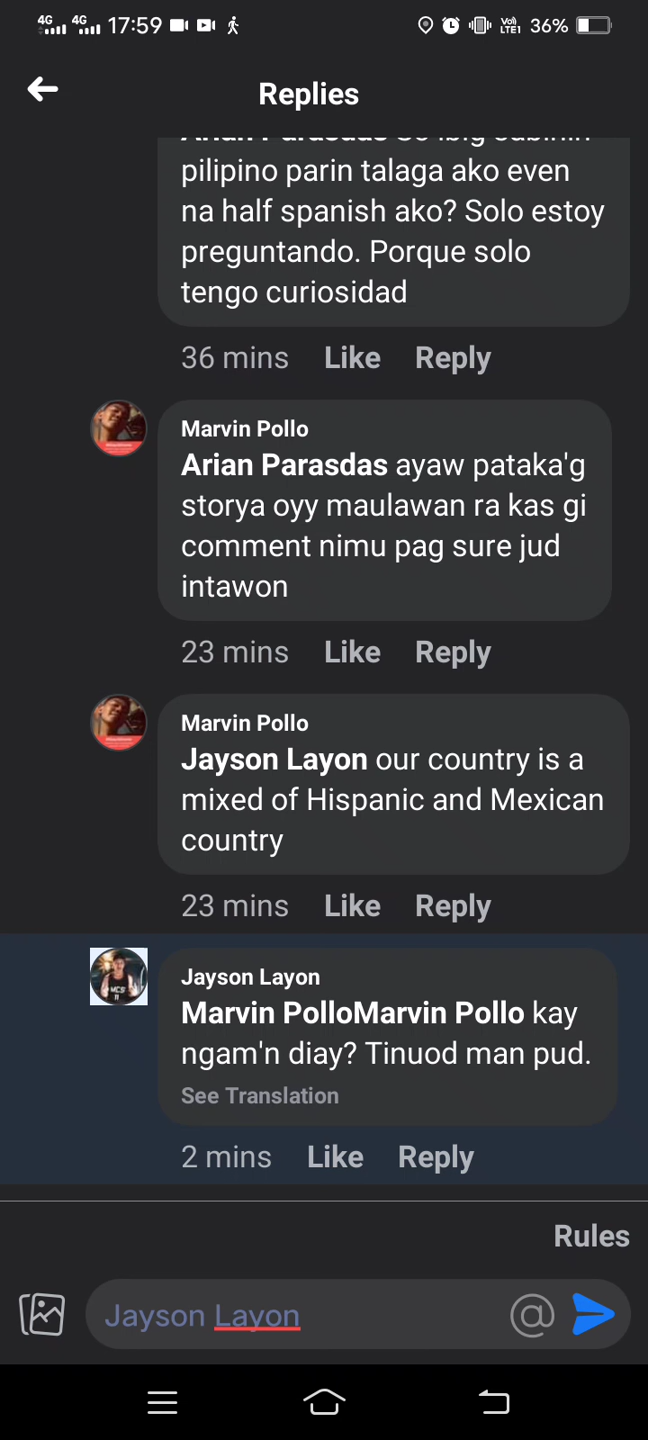 4G 4G 17:59 36%
Replies
pilipino parin talaga ako even
na half spanish ako? Solo estoy
preguntando. Porque solo
tengo curiosidad
36 mins Like Reply
Marvin Pollo
Arian Parasdas ayaw pataka'g
storya oyy maulawan ra kas gi
comment nimu pag sure jud
intawon
23 mins Like Reply
Marvin Pollo
Jayson Layon our country is a
mixed of Hispanic and Mexican
country
23 mins Like Reply
Jayson Layon
Marvin PolloMarvin Pollo kay
ngam'n diay? Tinuod man pud.
See Translation
2 mins Like Reply
Rules
Jayson Layon